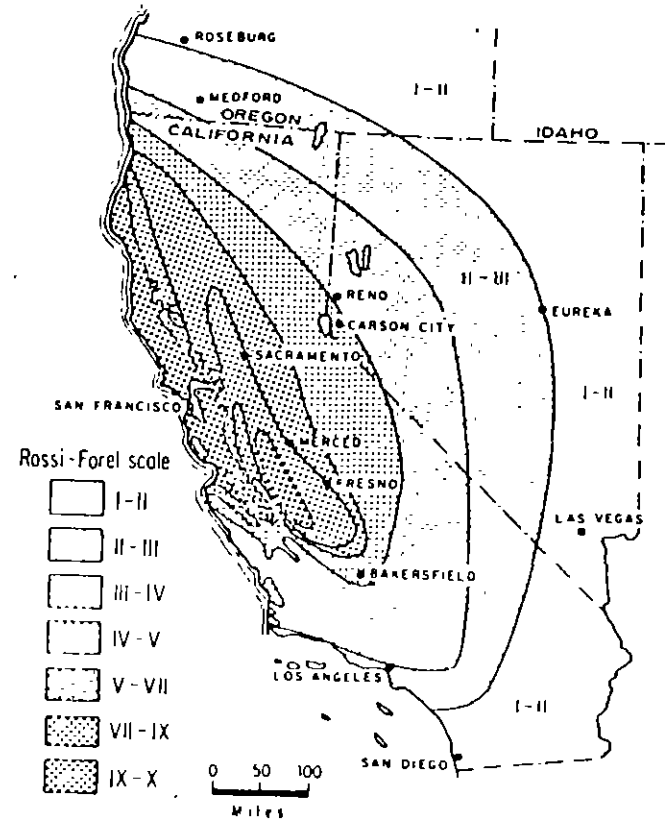 ROSEBURG
I-II
MEDFORD
OREGON
CALIFORNIA
IDAHO
II-III
RENO
EUREKA
CARSON CITY
SACRAMENTO
I-II
SAN FRANCISCO
MERCED
Rossi-Forel scale
FRESNO
I-II
LAS VEGAS
II-III
BAKERSFIELD
III-IV
IV-V
LOS ANGELES
I-II
V-VII
VII-IX
SAN DIEGO
IX-X
0 50 100
Miles